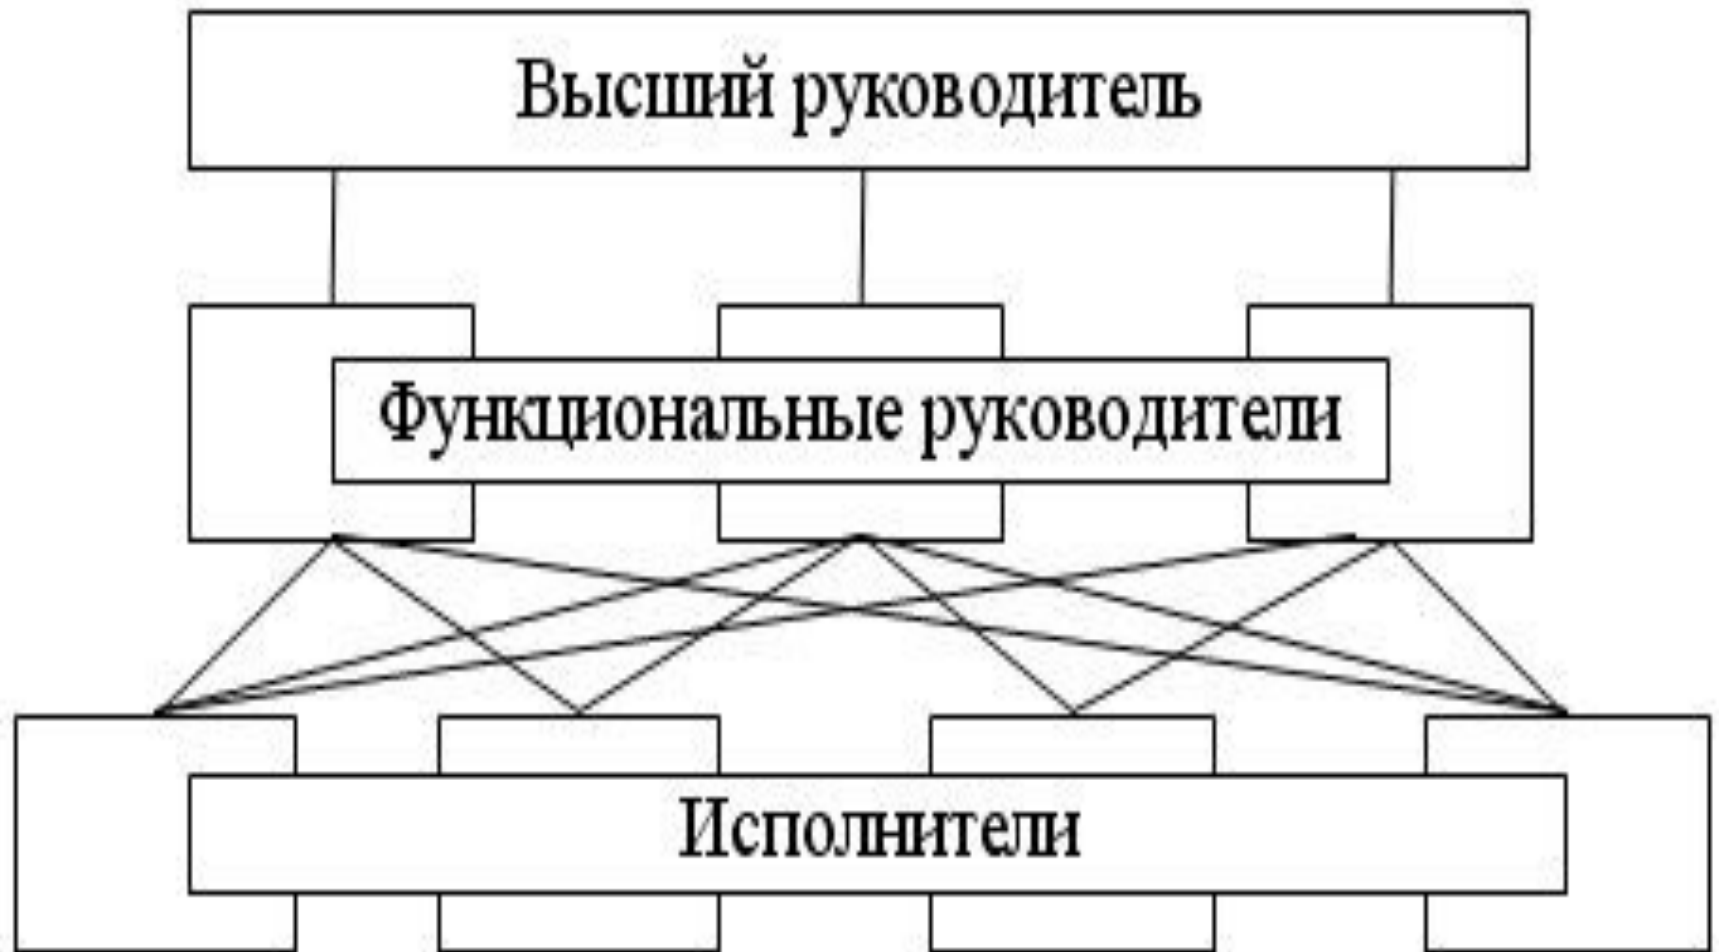 Высший руководитель
Функциональные руководители
Исполнители